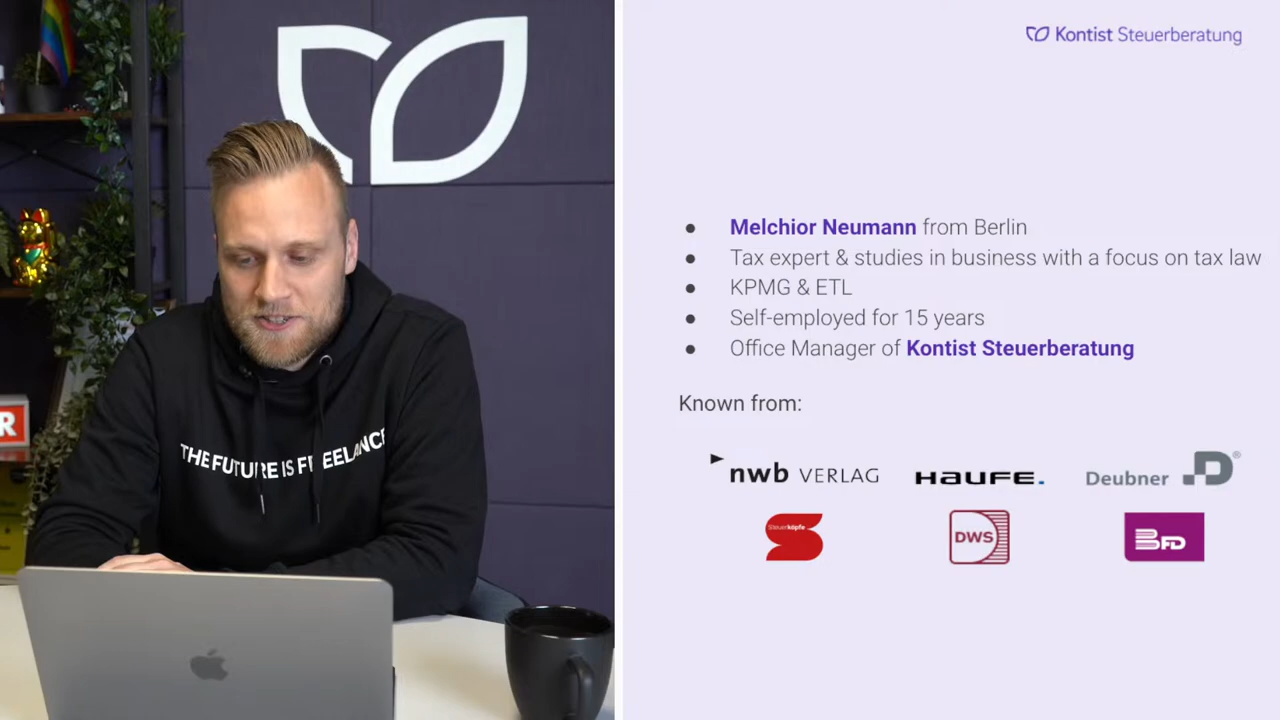 Kontist Steuerberatung
THE FUTURE IS FREELANCE
R
Melchior Neumann from Berlin
Tax expert & studies in business with a focus on tax law
KPMG & ETL
Self-employed for 15 years
Office Manager of Kontist Steuerberatung
Known from:
nwb VERLAG
HAUFE.
Deubner D®
Steuerköpfe S
DWS
BFD